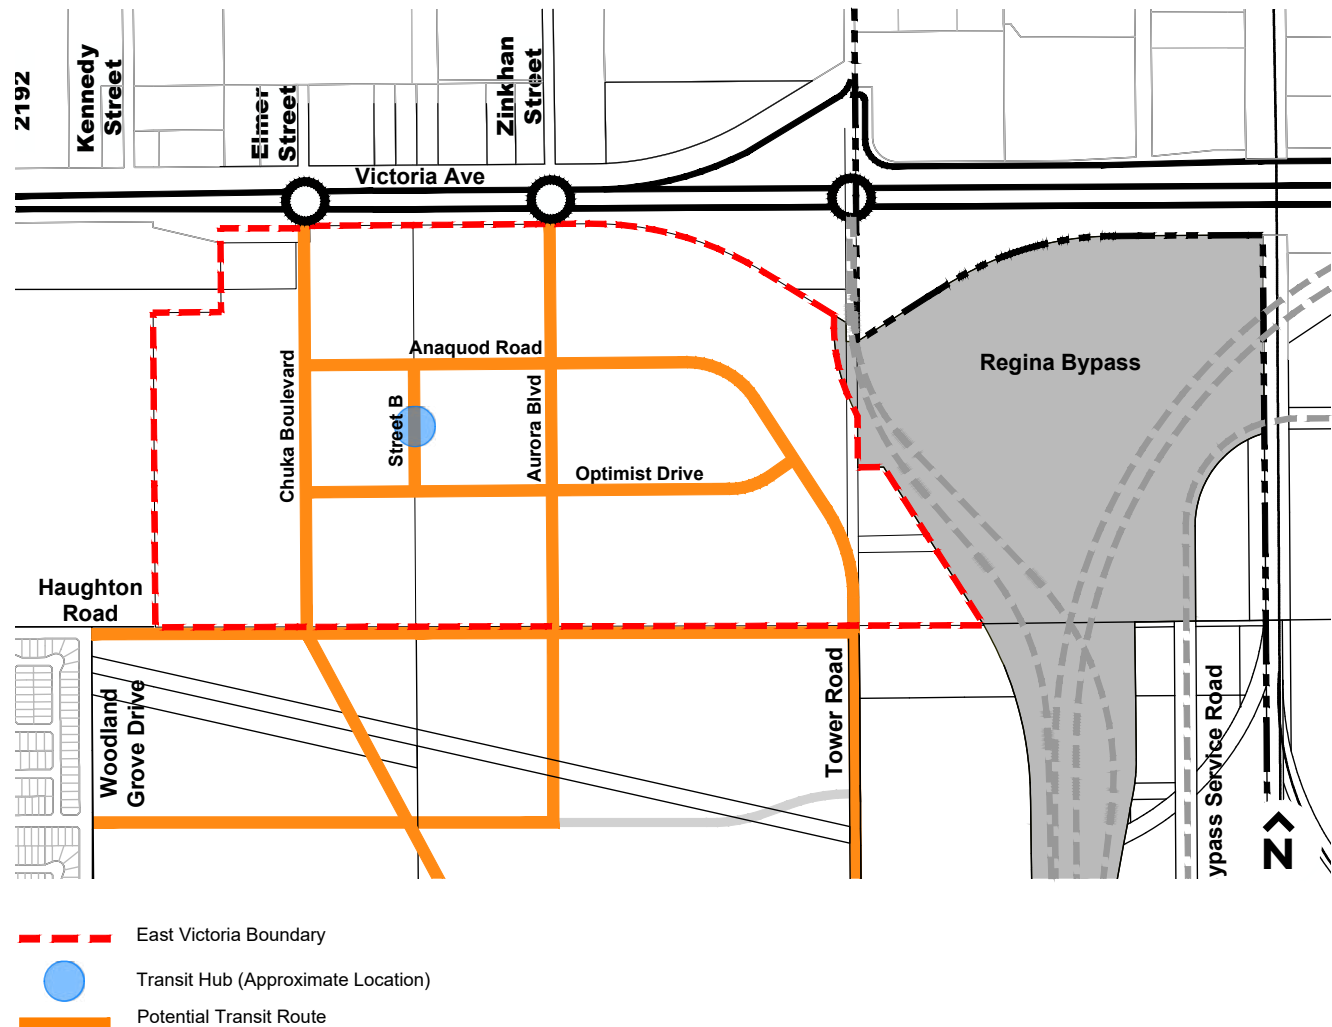 2192
Kennedy
Street
Elmer
Street
Zinkhan
Street
Victoria Ave
Anaquod Road
Regina Bypass
Chuka Boulevard
Street B
Aurora Blvd
Optimist Drive
Haughton
Road
Woodland
Grove Drive
Tower Road
ypass Service Road
N
East Victoria Boundary
Transit Hub (Approximate Location)
Potential Transit Route